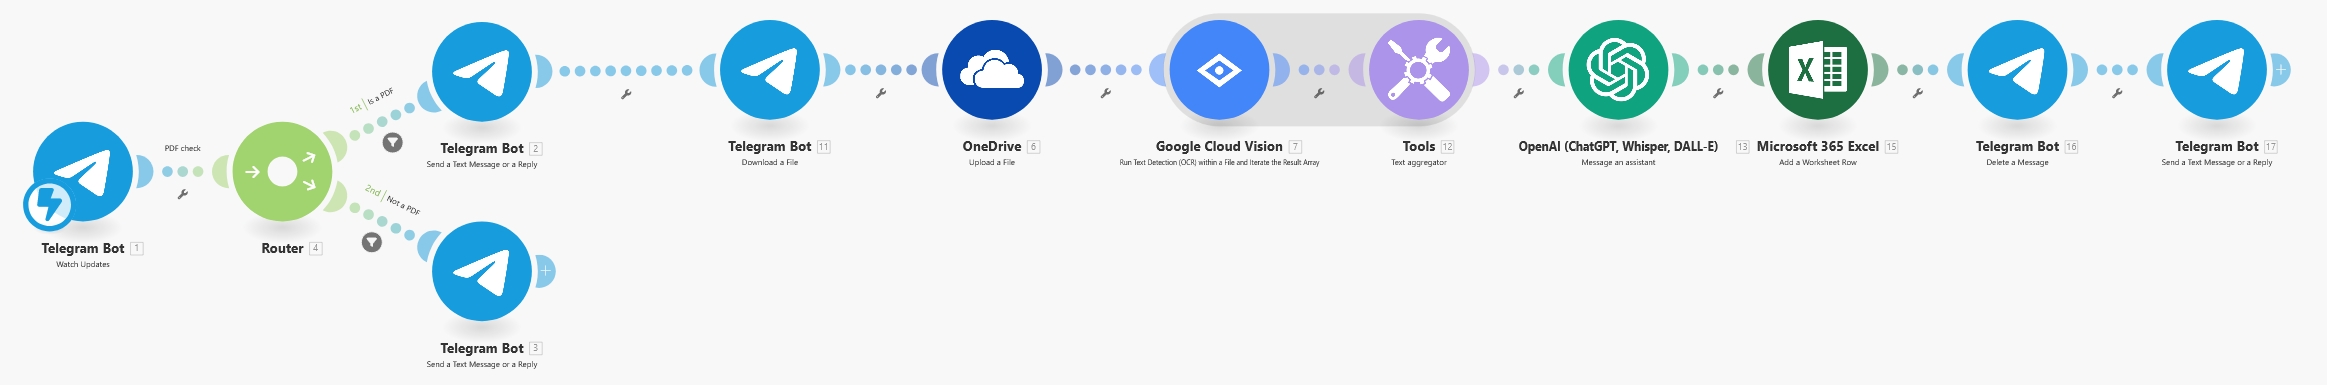 PDF check
1st | Is a PDF
2nd | Not a PDF
Telegram Bot 1
Watch Updates
Router 4
Telegram Bot 2
Send a Text Message or a Reply
Telegram Bot 3
Send a Text Message or a Reply
Telegram Bot 11
Download a File
OneDrive 6
Upload a File
Google Cloud Vision 7
Run Text Detection (OCR) within a File and Iterate the Result Array
Tools 12
Text aggregator
OpenAI (ChatGPT, Whisper, DALL-E) 13
Message an assistant
X
Microsoft 365 Excel 15
Add a Worksheet Row
Telegram Bot 16
Delete a Message
Telegram Bot 17
Send a Text Message or a Reply